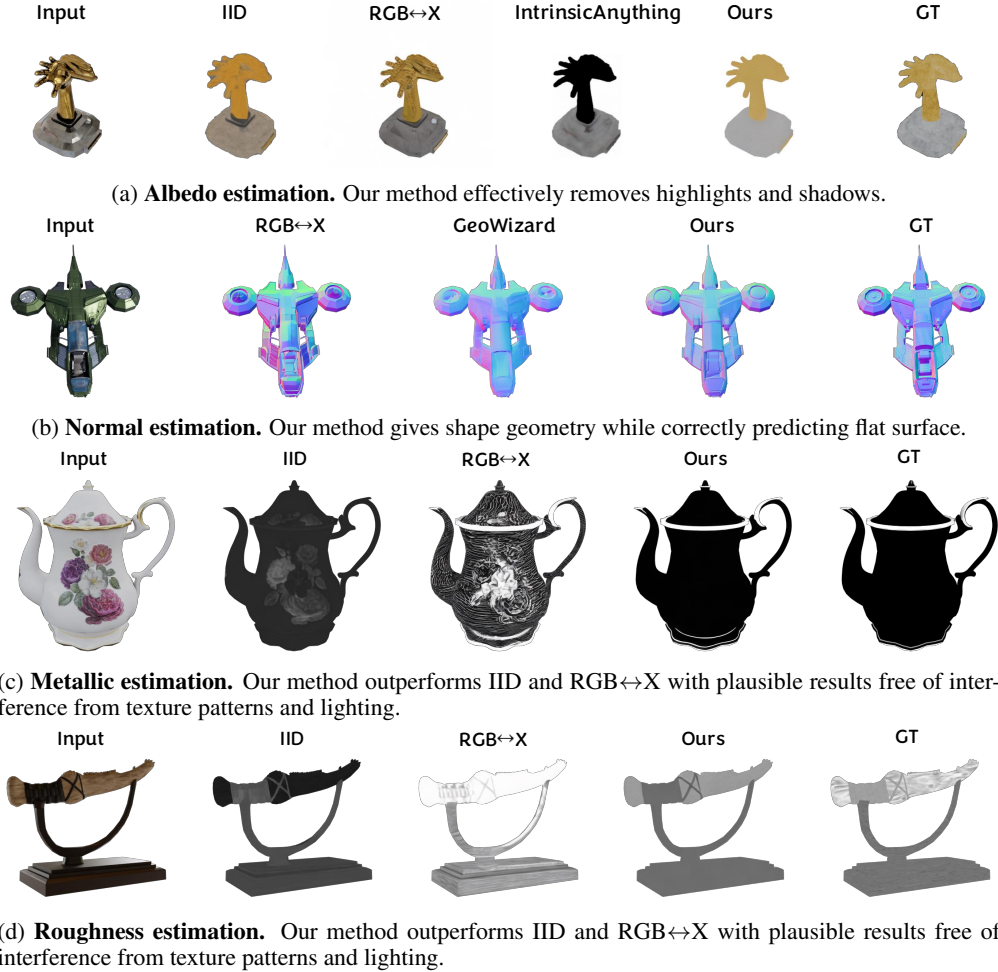 Input IID RGB↔X IntrinsicAnything Ours GT
(a) Albedo estimation. Our method effectively removes highlights and shadows.
Input RGB↔X GeoWizard Ours GT
(b) Normal estimation. Our method gives shape geometry while correctly predicting flat surface.
Input IID RGB↔X Ours GT
(c) Metallic estimation. Our method outperforms IID and RGB↔X with plausible results free of inter-
ference from texture patterns and lighting.
Input IID RGB↔X Ours GT
(d) Roughness estimation. Our method outperforms IID and RGB↔X with plausible results free of
interference from texture patterns and lighting.